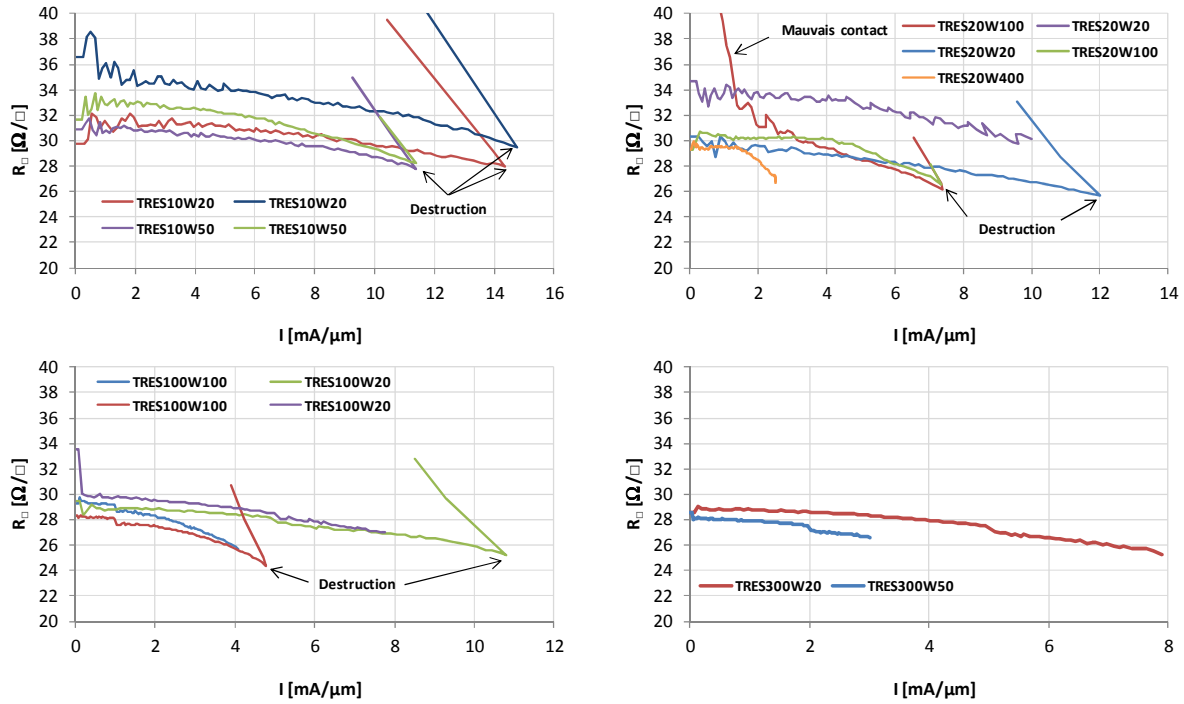 40
38
36
34
32
30
28
26
24
22
20
R□ [Ω/□]
0 2 4 6 8 10 12 14 16
I [mA/µm]
TRES10W20 TRES10W20
TRES10W50 TRES10W50
Destruction
40
38
36
34
32
30
28
26
24
22
20
R□ [Ω/□]
0 2 4 6 8 10 12 14
I [mA/µm]
Mauvais contact
TRES20W100 TRES20W20
TRES20W20 TRES20W100
TRES20W400
Destruction
40
38
36
34
32
30
28
26
24
22
20
R□ [Ω/□]
0 2 4 6 8 10 12
I [mA/µm]
TRES100W100 TRES100W20
TRES100W100 TRES100W20
Destruction
40
38
36
34
32
30
28
26
24
22
20
R□ [Ω/□]
0 2 4 6 8
I [mA/µm]
TRES300W20 TRES300W50